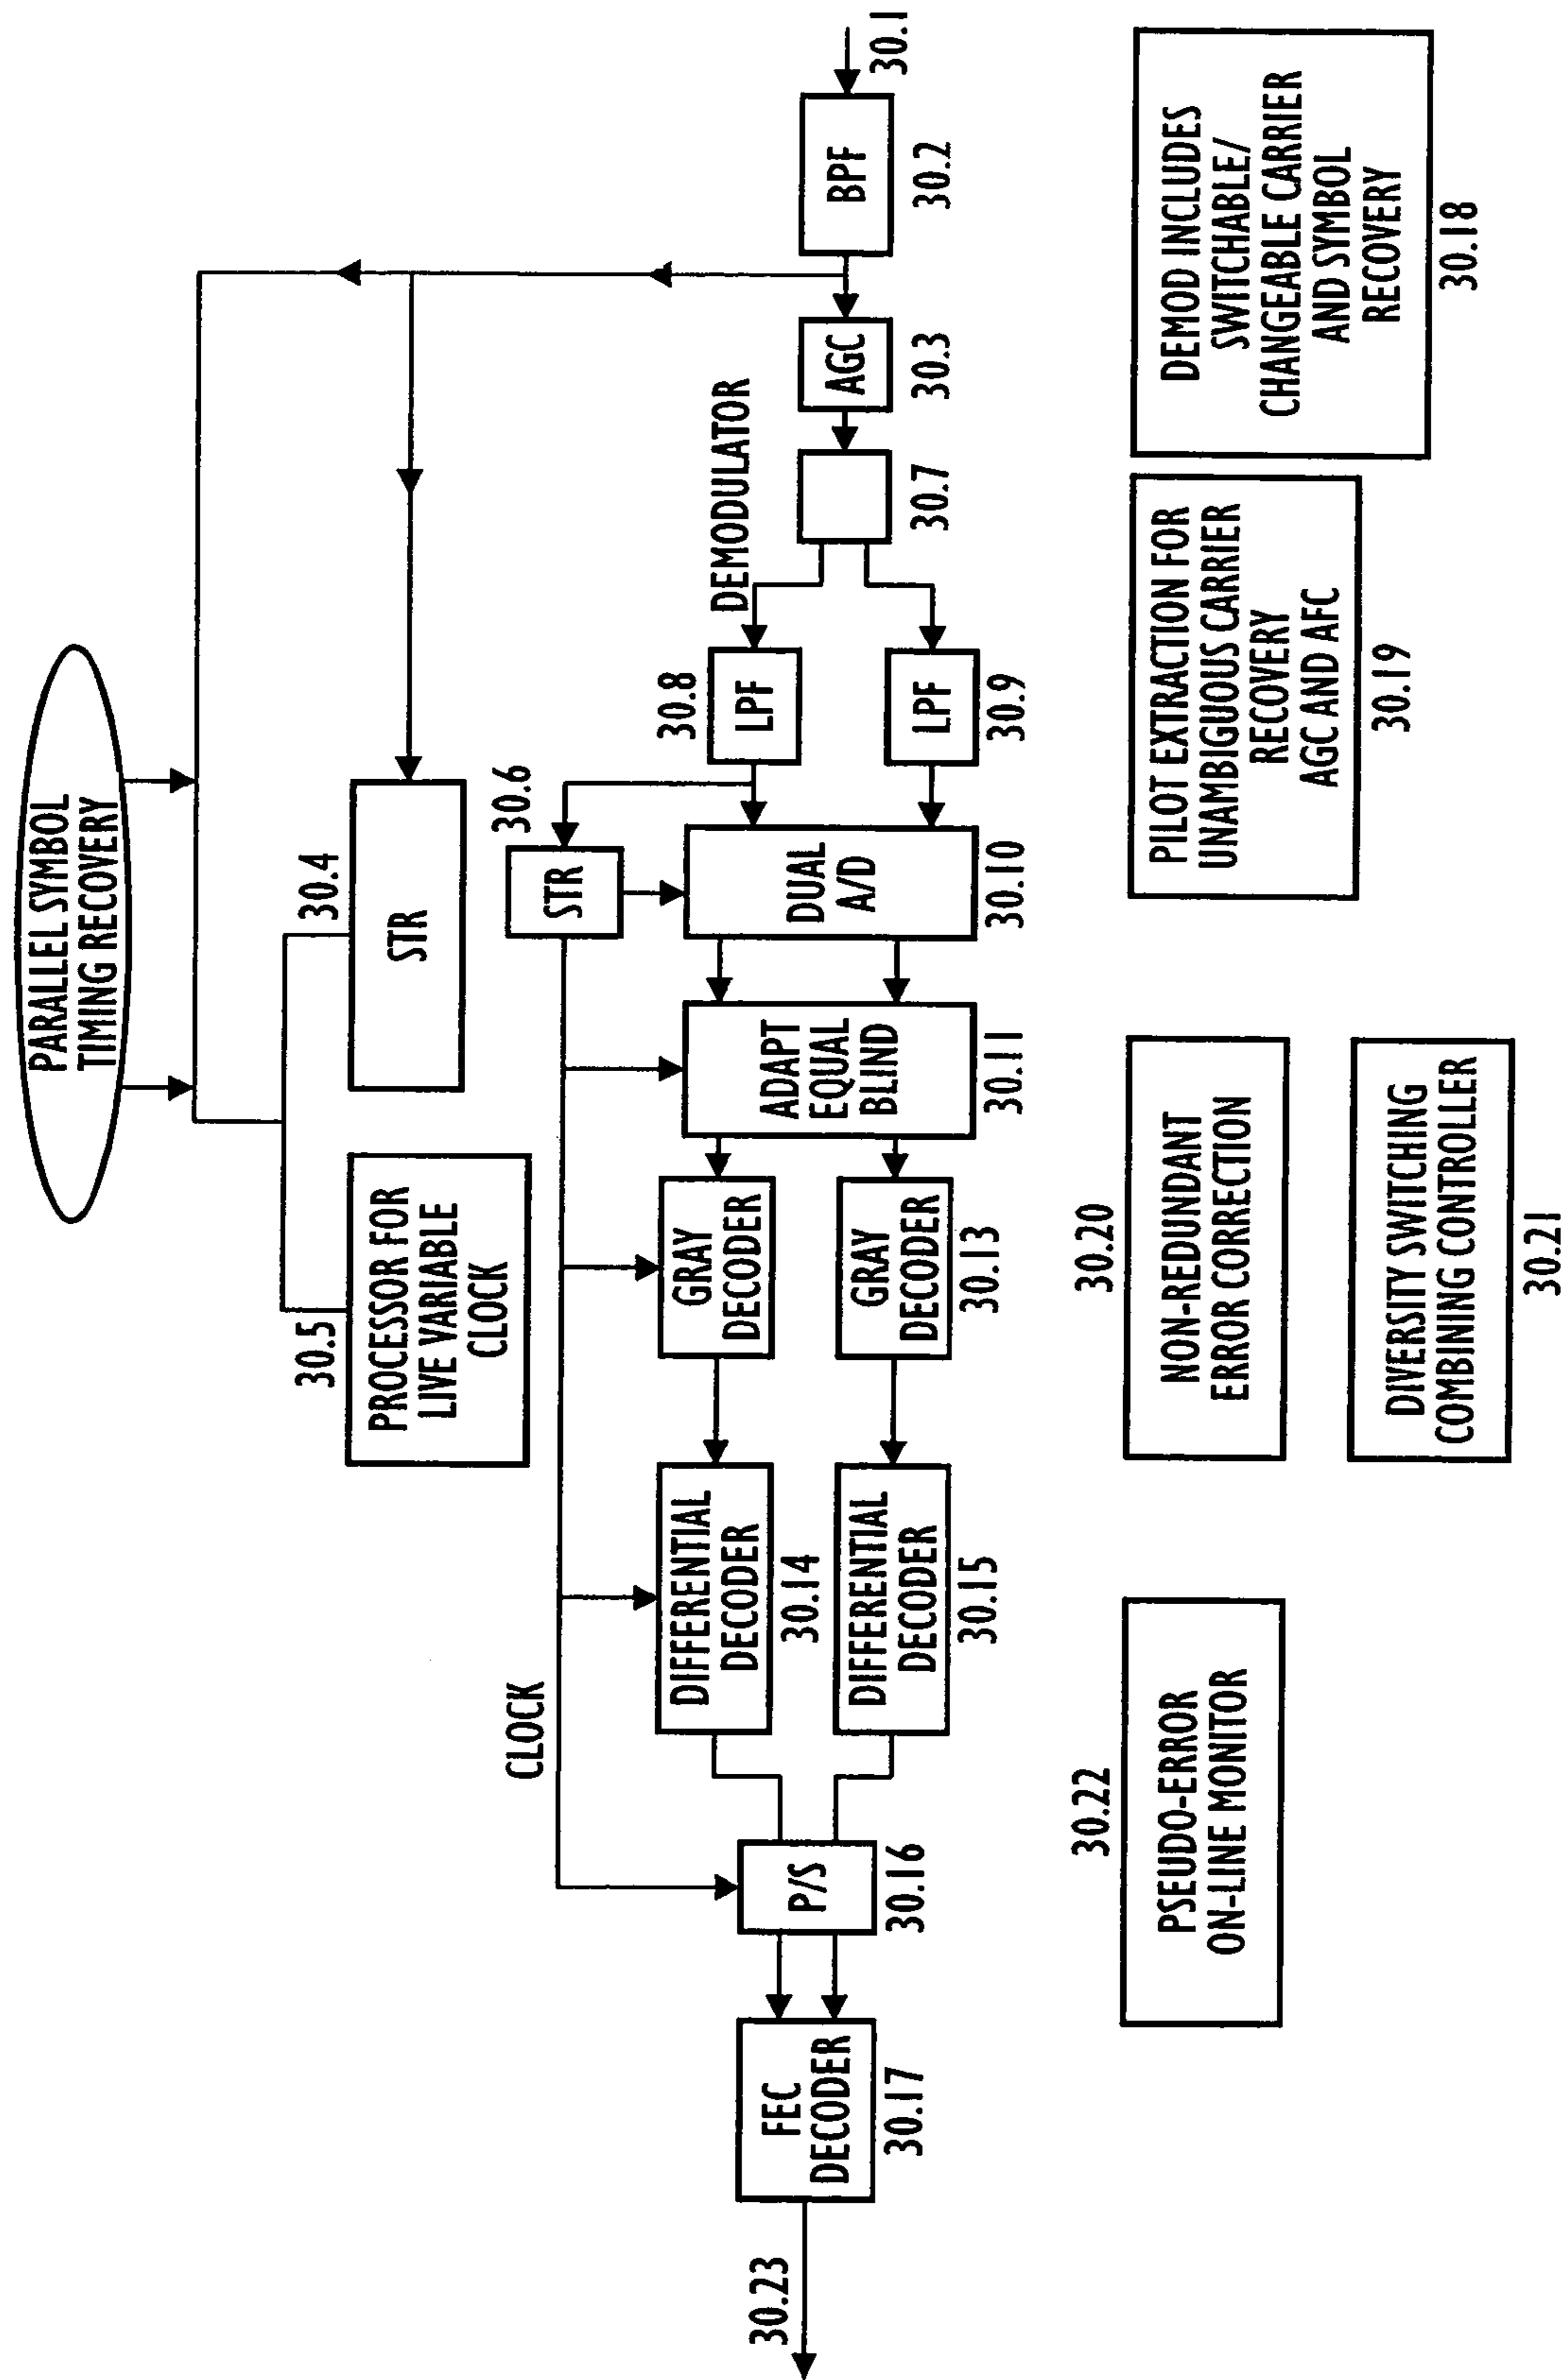 PARALLEL SYMBOL
TIMING RECOVERY
30.5
PROCESSOR FOR
LIVE VARIABLE
CLOCK
30.4
STR
CLOCK
30.6
STR
DEMODULATOR
30.1
BPF
30.2
AGC
30.3
30.7
30.8
LPF
LPF
30.9
DUAL
A/D
30.10
ADAPT
EQUAL
BLIND
30.11
GRAY
DECODER
GRAY
DECODER
30.13
DIFFERENTIAL
DECODER
30.14
DIFFERENTIAL
DECODER
30.15
P/S
30.16
FEC
DECODER
30.17
30.23
30.22
PSEUDO-ERROR
ON-LINE MONITOR
30.20
NON-REDUNDANT
ERROR CORRECTION
DIVERSITY SWITCHING
COMBINING CONTROLLER
30.21
PILOT EXTRACTION FOR
UNAMBIGUOUS CARRIER
RECOVERY
AGC AND AFC
30.19
DEMOD INCLUDES
SWITCHABLE/
CHANGEABLE CARRIER
AND SYMBOL
RECOVERY
30.18